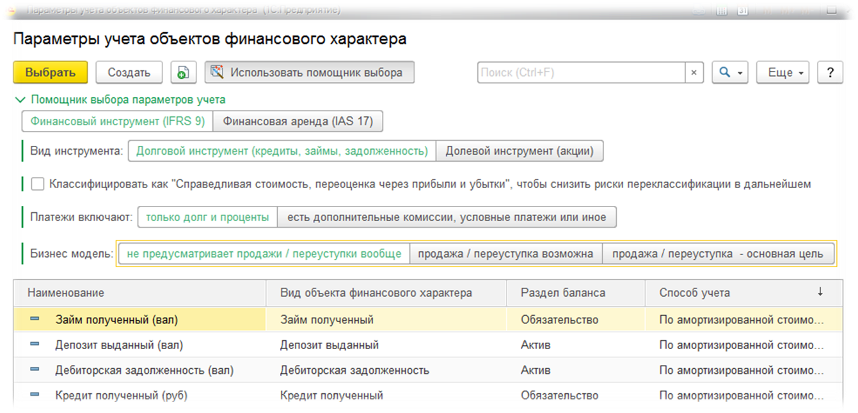 Параметры учета объектов финансового характера (1С:Предприятие)
Параметры учета объектов финансового характера
Выбрать Создать Использовать помощник выбора Поиск (Ctrl+F) × Еще ?
Помощник выбора параметров учета
Финансовый инструмент (IFRS 9) Финансовая аренда (IAS 17)
Вид инструмента: Долговой инструмент (кредиты, займы, задолженность) Долевой инструмент (акции)
Классифицировать как "Справедливая стоимость, переоценка через прибыли и убытки", чтобы снизить риски переклассификации в дальнейшем
Платежи включают: только долг и проценты есть дополнительные комиссии, условные платежи или иное
Бизнес модель: не предусматривает продажи / переуступки вообще продажа / переуступка возможна продажа / переуступка - основная цель
Наименование Вид объекта финансового характера Раздел баланса Способ учета ↓
Займ полученный (вал) Займ полученный Обязательство По амортизированной стоимо...
Депозит выданный (вал) Депозит выданный Актив По амортизированной стоимо...
Дебиторская задолженность (вал) Дебиторская задолженность Актив По амортизированной стоимо...
Кредит полученный (руб) Кредит полученный Обязательство По амортизированной стоимо...